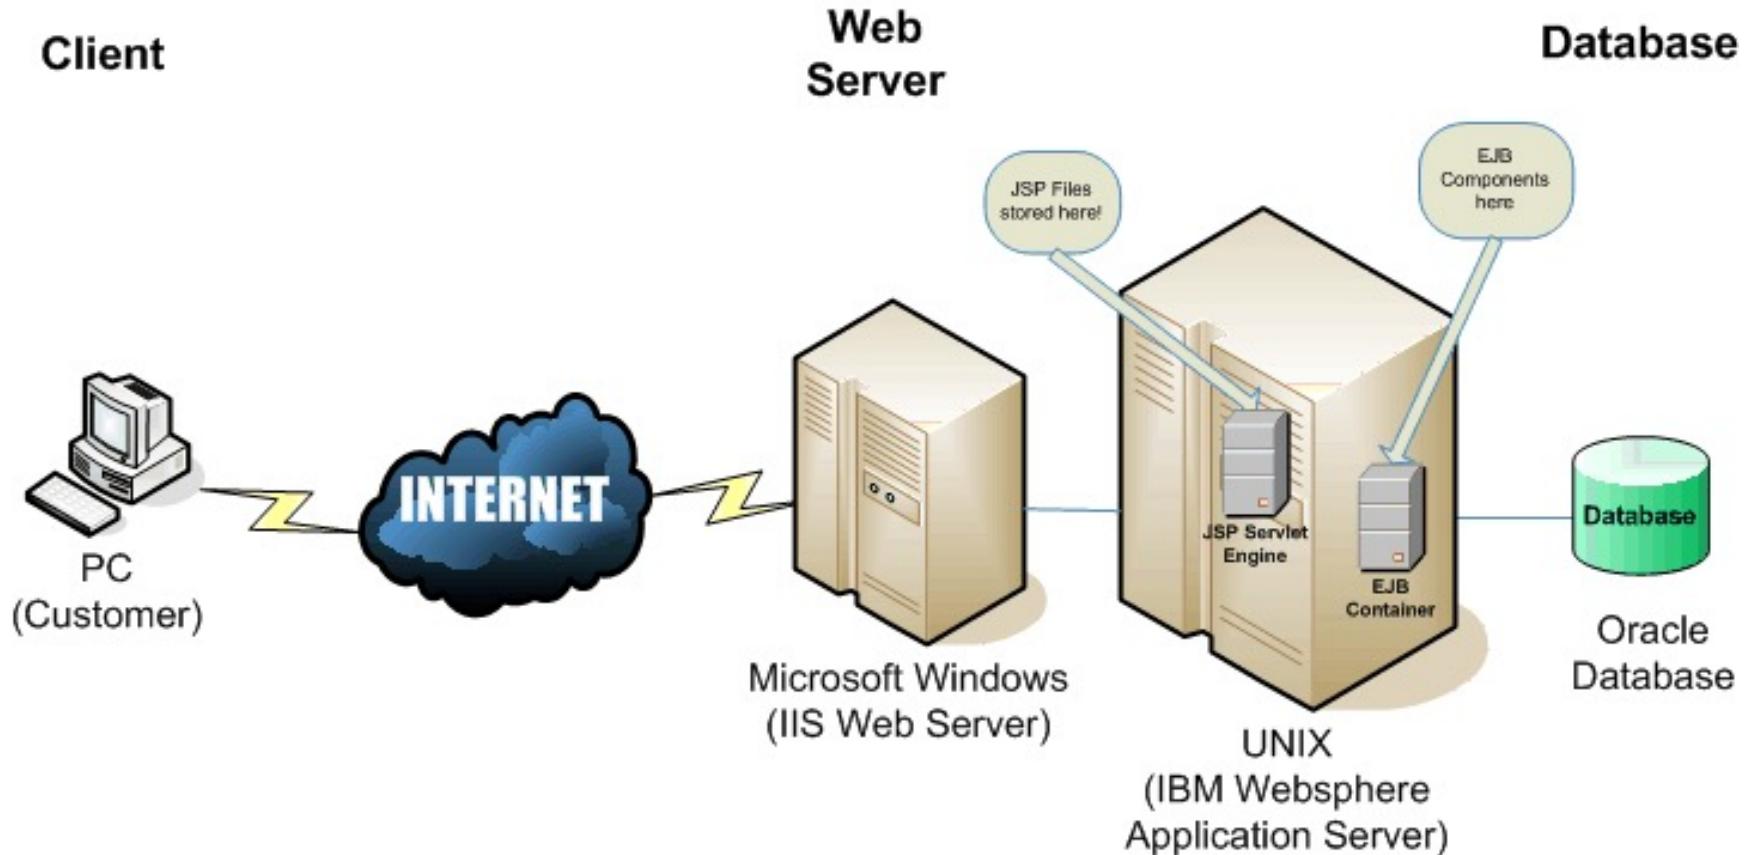 Client
Web
Server
Database
JSP Files
stored here!
EJB
Components
here
INTERNET
JSP Servlet
Engine
EJB
Container
Database
PC
(Customer)
Microsoft Windows
(IIS Web Server)
UNIX
(IBM Websphere
Application Server)
Oracle
Database